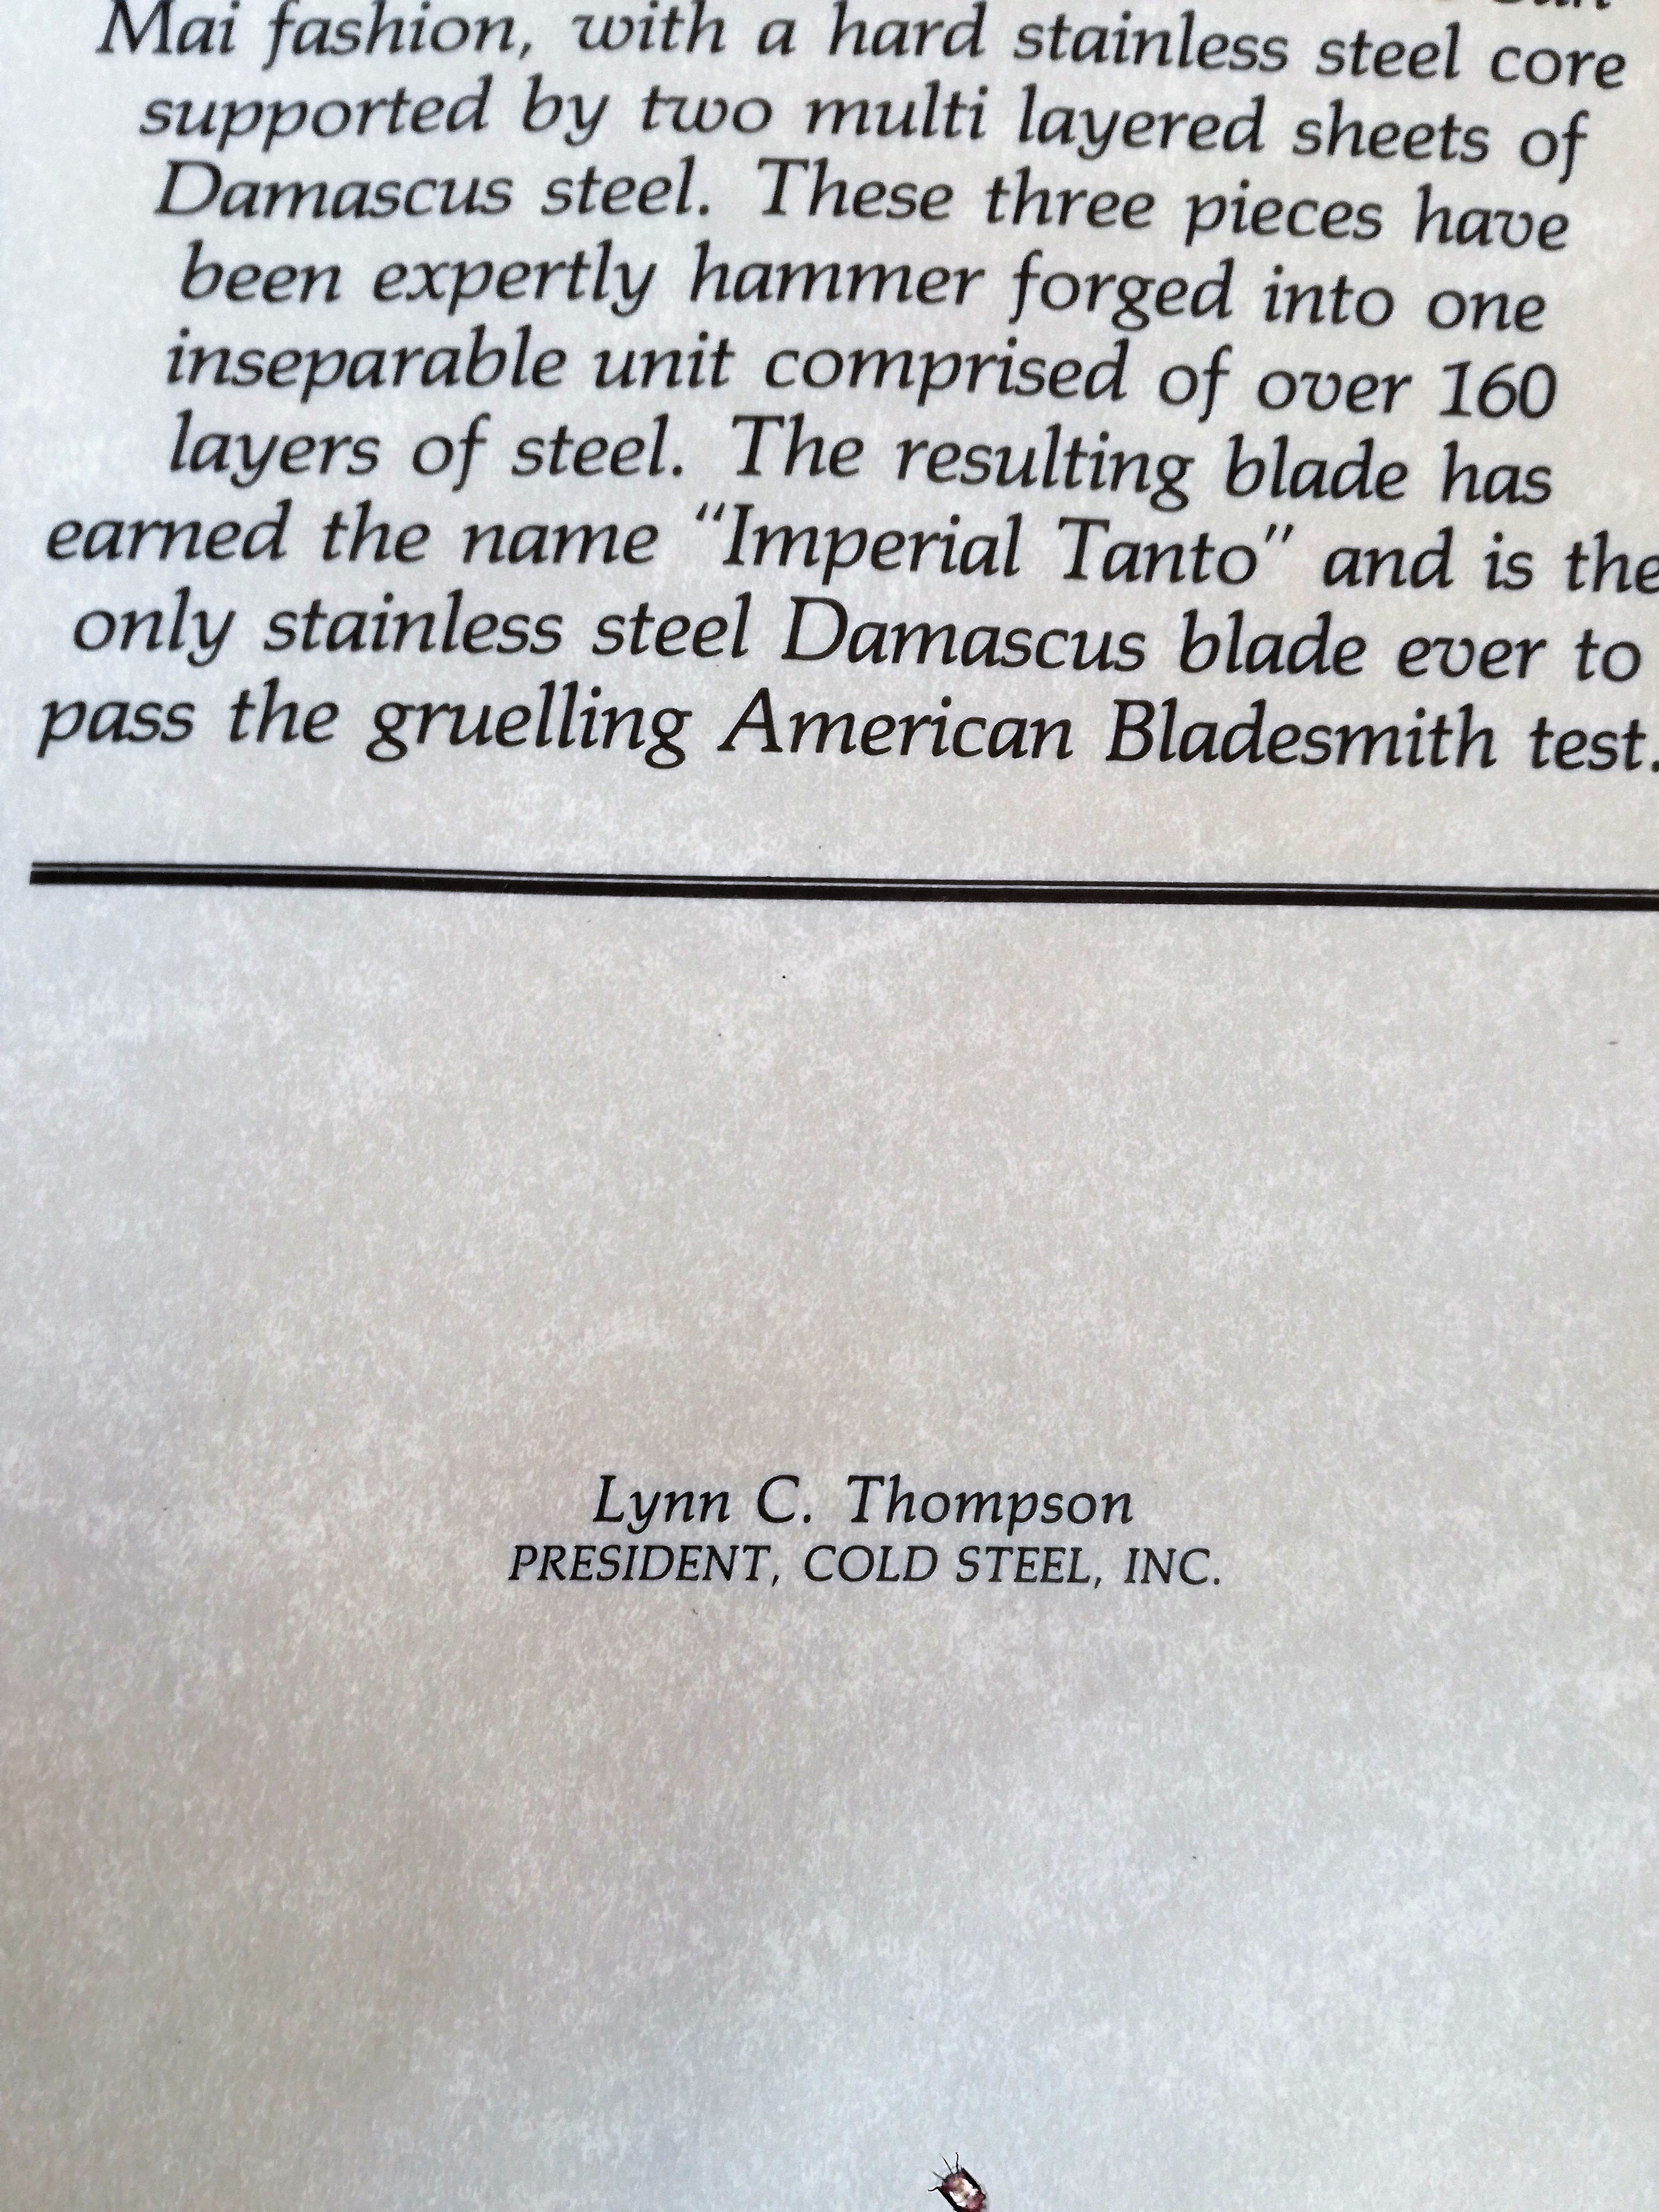 Mai fashion, with a hard stainless steel core
supported by two multi layered sheets of
Damascus steel. These three pieces have
been expertly hammer forged into one
inseparable unit comprised of over 160
layers of steel. The resulting blade has
earned the name “Imperial Tanto” and is the
only stainless steel Damascus blade ever to
pass the gruelling American Bladesmith test.
Lynn C. Thompson
PRESIDENT, COLD STEEL, INC.